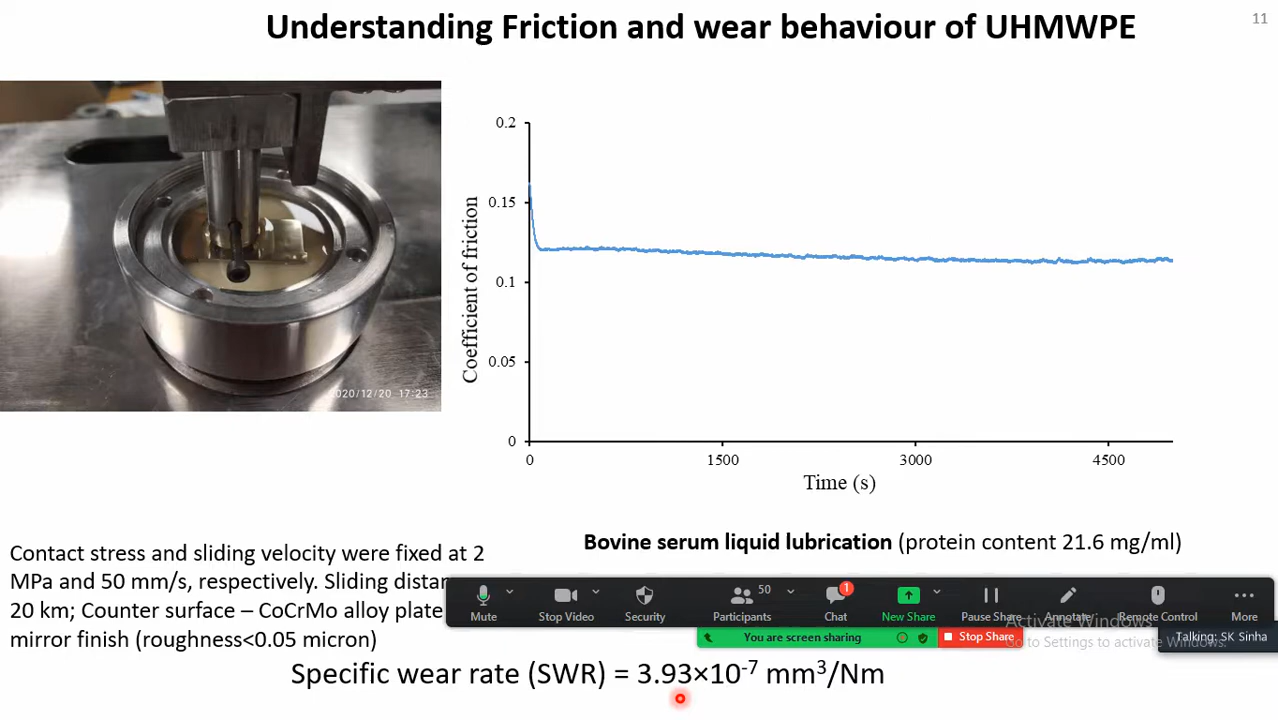 Understanding Friction and wear behaviour of UHMWPE
11
2020/12/20 17-23
0.2
0.15
0.1
0.05
0
Coefficient of friction
0
1500
3000
4500
Time (s)
Bovine serum liquid lubrication (protein content 21.6 mg/ml)
Contact stress and sliding velocity were fixed at 2
MPa and 50 mm/s, respectively. Sliding
20 km; Counter surface – CoCrMo alloy plate
mirror finish (roughness<0.05 micron)
Specific wear rate (SWR) = 3.93×10⁻⁷ mm³/Nm
Mute
Stop Video
Security
Participants
50
Chat
1
New Share
Pause Share
Annotate
Remote Control
More
You are screen sharing
Stop Share
Activate Windows
Go to Settings to activate Windows.
Talking: SK Sinha